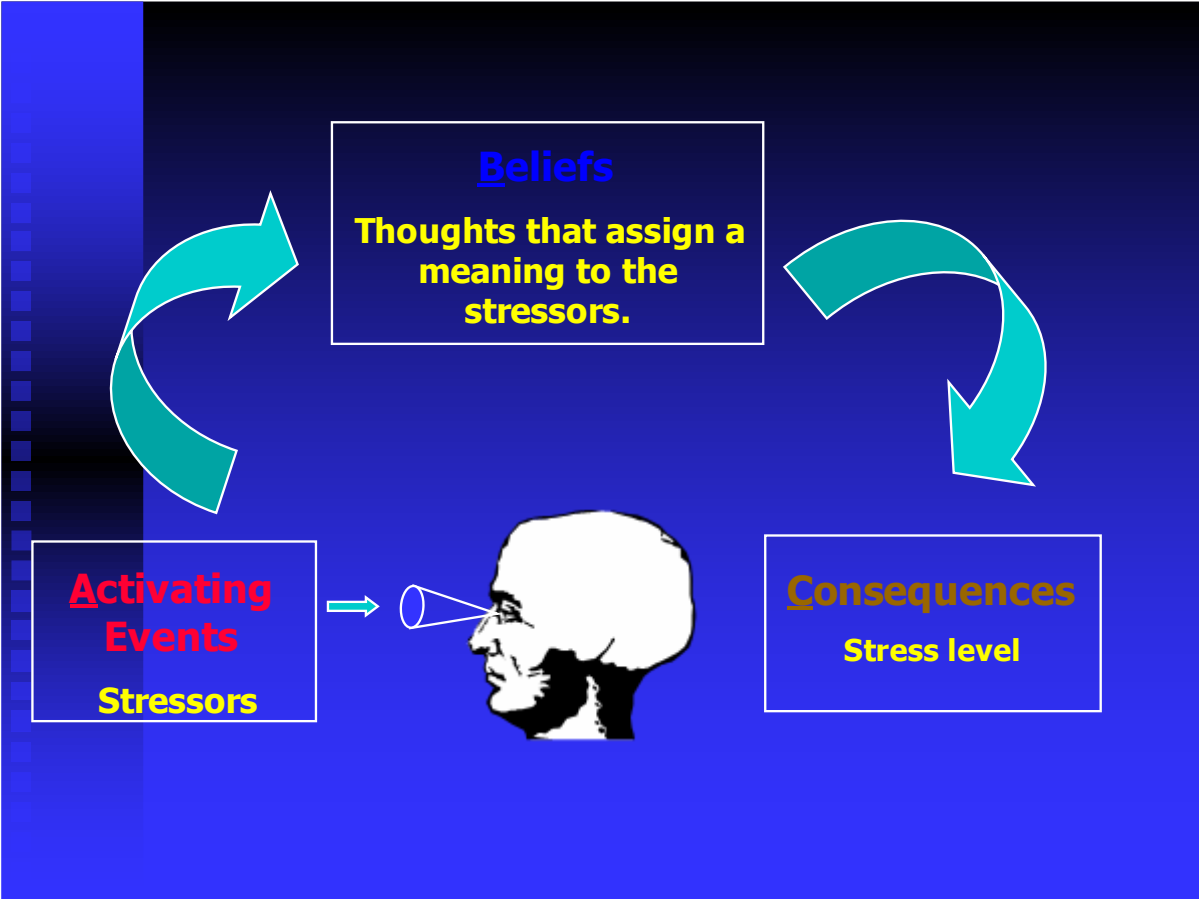 Beliefs
Thoughts that assign a
meaning to the
stressors.
Activating
Events
Stressors
Consequences
Stress level